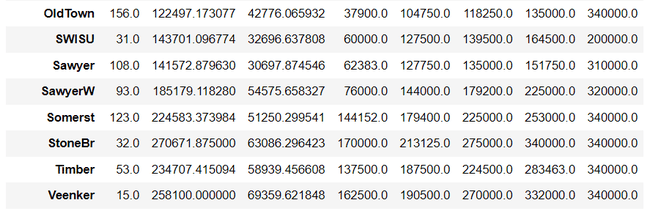 OldTown 156.0 122497.173077 42776.065932 37900.0 104750.0 118250.0 135000.0 340000.0
SWISU 31.0 143701.096774 32696.637808 60000.0 127500.0 139500.0 164500.0 200000.0
Sawyer 108.0 141572.879630 30697.874546 62383.0 127750.0 135000.0 151750.0 310000.0
SawyerW 93.0 185179.118280 54575.658327 76000.0 144000.0 179200.0 225000.0 320000.0
Somerst 123.0 224583.373984 51250.299541 144152.0 179400.0 225000.0 253000.0 340000.0
StoneBr 32.0 270671.875000 63086.296423 170000.0 213125.0 275000.0 340000.0 340000.0
Timber 53.0 234707.415094 58939.456608 137500.0 187500.0 224500.0 283463.0 340000.0
Veenker 15.0 258100.000000 69359.621848 162500.0 190500.0 270000.0 332000.0 340000.0